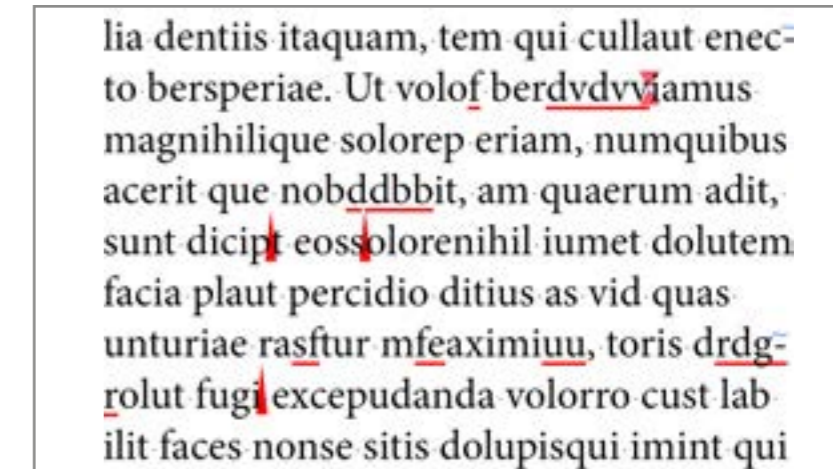 lia dentiis itaquam, tem qui cullaut enec-
to bersperiae. Ut volof berdvdvviamus
magnihilique solorep eriam, numquibus
acerit que nobddbbit, am quaerum adit,
sunt dicipt eossolorenihil iumet dolutem
facia plaut percidio ditius as vid quas
unturiae rasftur mfeaximiuu, toris drdg-
rolut fugi excepudanda volorro cust lab
ilit faces nonse sitis dolupisqui imint qui